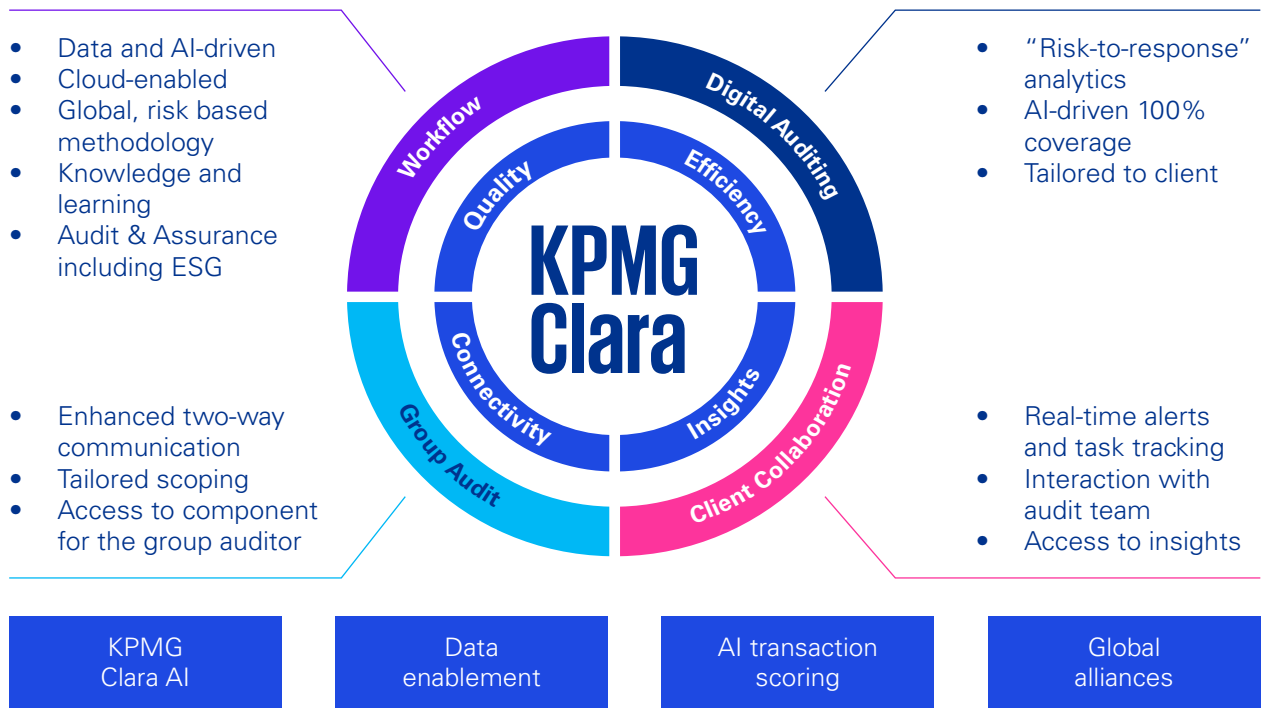 • Data and AI-driven
• Cloud-enabled
• Global, risk based
methodology
• Knowledge and
learning
• Audit & Assurance
including ESG
• “Risk-to-response”
analytics
• AI-driven 100%
coverage
• Tailored to client
Workflow
Digital Auditing
Quality
Efficiency
KPMG
Clara
Connectivity
Insights
Group Audit
Client Collaboration
• Enhanced two-way
communication
• Tailored scoping
• Access to component
for the group auditor
• Real-time alerts
and task tracking
• Interaction with
audit team
• Access to insights
KPMG
Clara AI
Data
enablement
AI transaction
scoring
Global
alliances